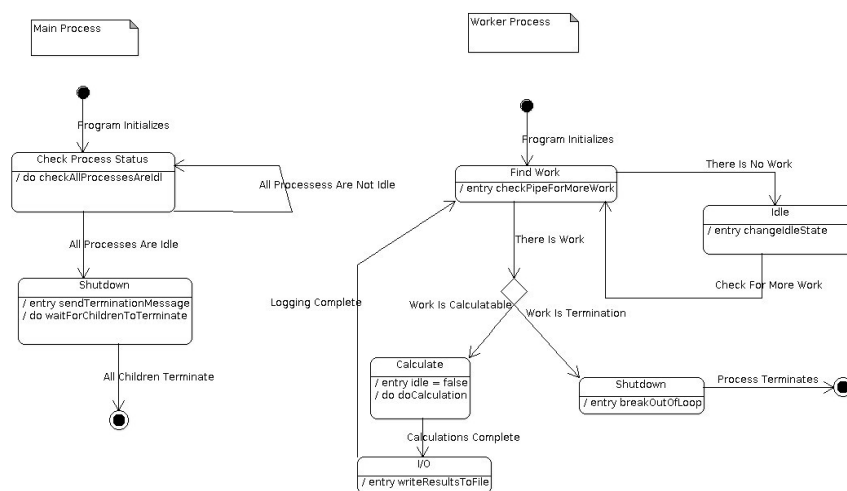 Main Process
Program Initializes
Check Process Status
/ do checkAllProcessesAreIdl
All Processess Are Not Idle
All Processes Are Idle
Shutdown
/ entry sendTerminationMessage
/ do waitForChildrenToTerminate
All Children Terminate
Worker Process
Program Initializes
Find Work
/ entry checkPipeForMoreWork
There Is No Work
Idle
/ entry changeIdleState
Check For More Work
There Is Work
Logging Complete
Work Is Calculatable
Work Is Termination
Calculate
/ entry idle = false
/ do doCalculation
Shutdown
/ entry breakOutOfLoop
Process Terminates
Calculations Complete
I/O
/ entry writeResultsToFile